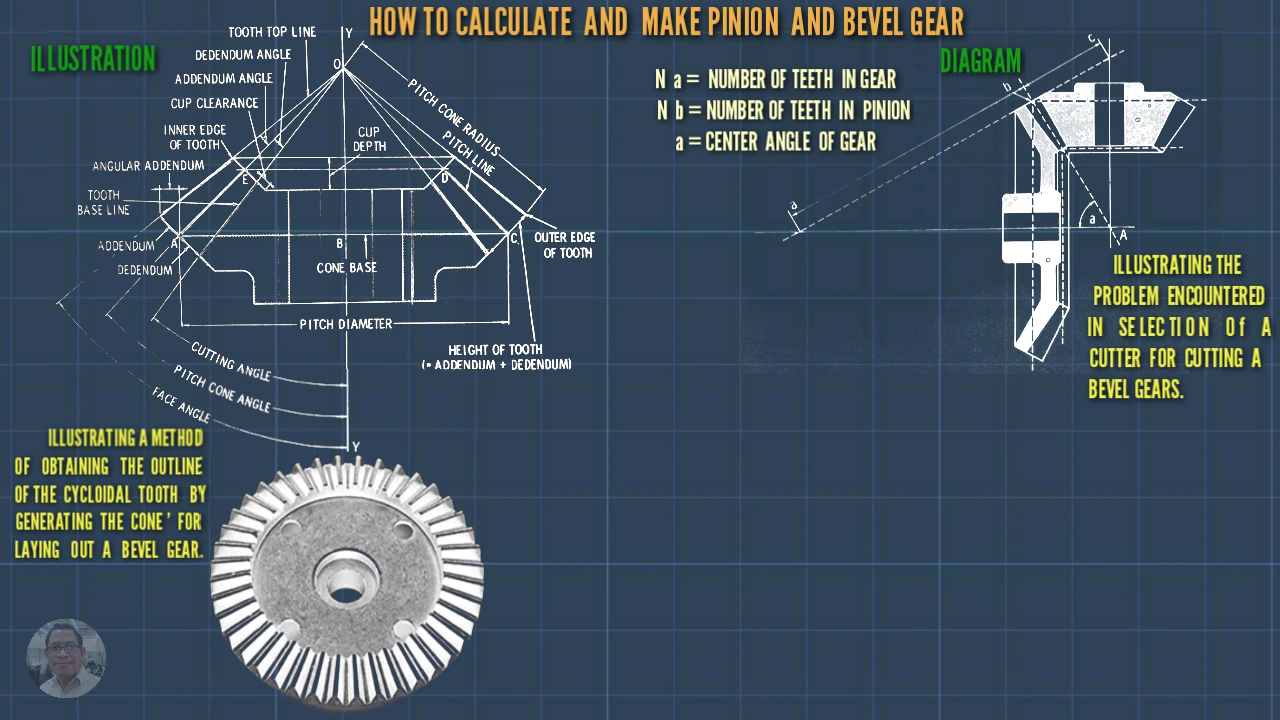 HOW TO CALCULATE AND MAKE PINION AND BEVEL GEAR
ILLUSTRATION
TOOTH TOP LINE
Y
DEDENDUM ANGLE
O
ADDENDUM ANGLE
CUP CLEARANCE
INNER EDGE
OF TOOTH
ANGULAR ADDENDUM
TOOTH
BASE LINE
ADDENDUM
DEDENDUM
CUP
DEPTH
PITCH CONE RADIUS
PITCH LINE
E
D
A
B
C
CONE BASE
OUTER EDGE
OF TOOTH
PITCH DIAMETER
HEIGHT OF TOOTH
(= ADDENDUM + DEDENDUM)
CUTTING ANGLE
PITCH CONE ANGLE
FACE ANGLE
Y
ILLUSTRATING A METHOD
OF OBTAINING THE OUTLINE
OF THE CYCLOIDAL TOOTH BY
GENERATING THE CONE' FOR
LAYING OUT A BEVEL GEAR.
N a = NUMBER OF TEETH IN GEAR
N b = NUMBER OF TEETH IN PINION
a = CENTER ANGLE OF GEAR
DIAGRAM
c
b
a
a
A
ILLUSTRATING THE
PROBLEM ENCOUNTERED
IN SELECTION Of A
CUTTER FOR CUTTING A
BEVEL GEARS.